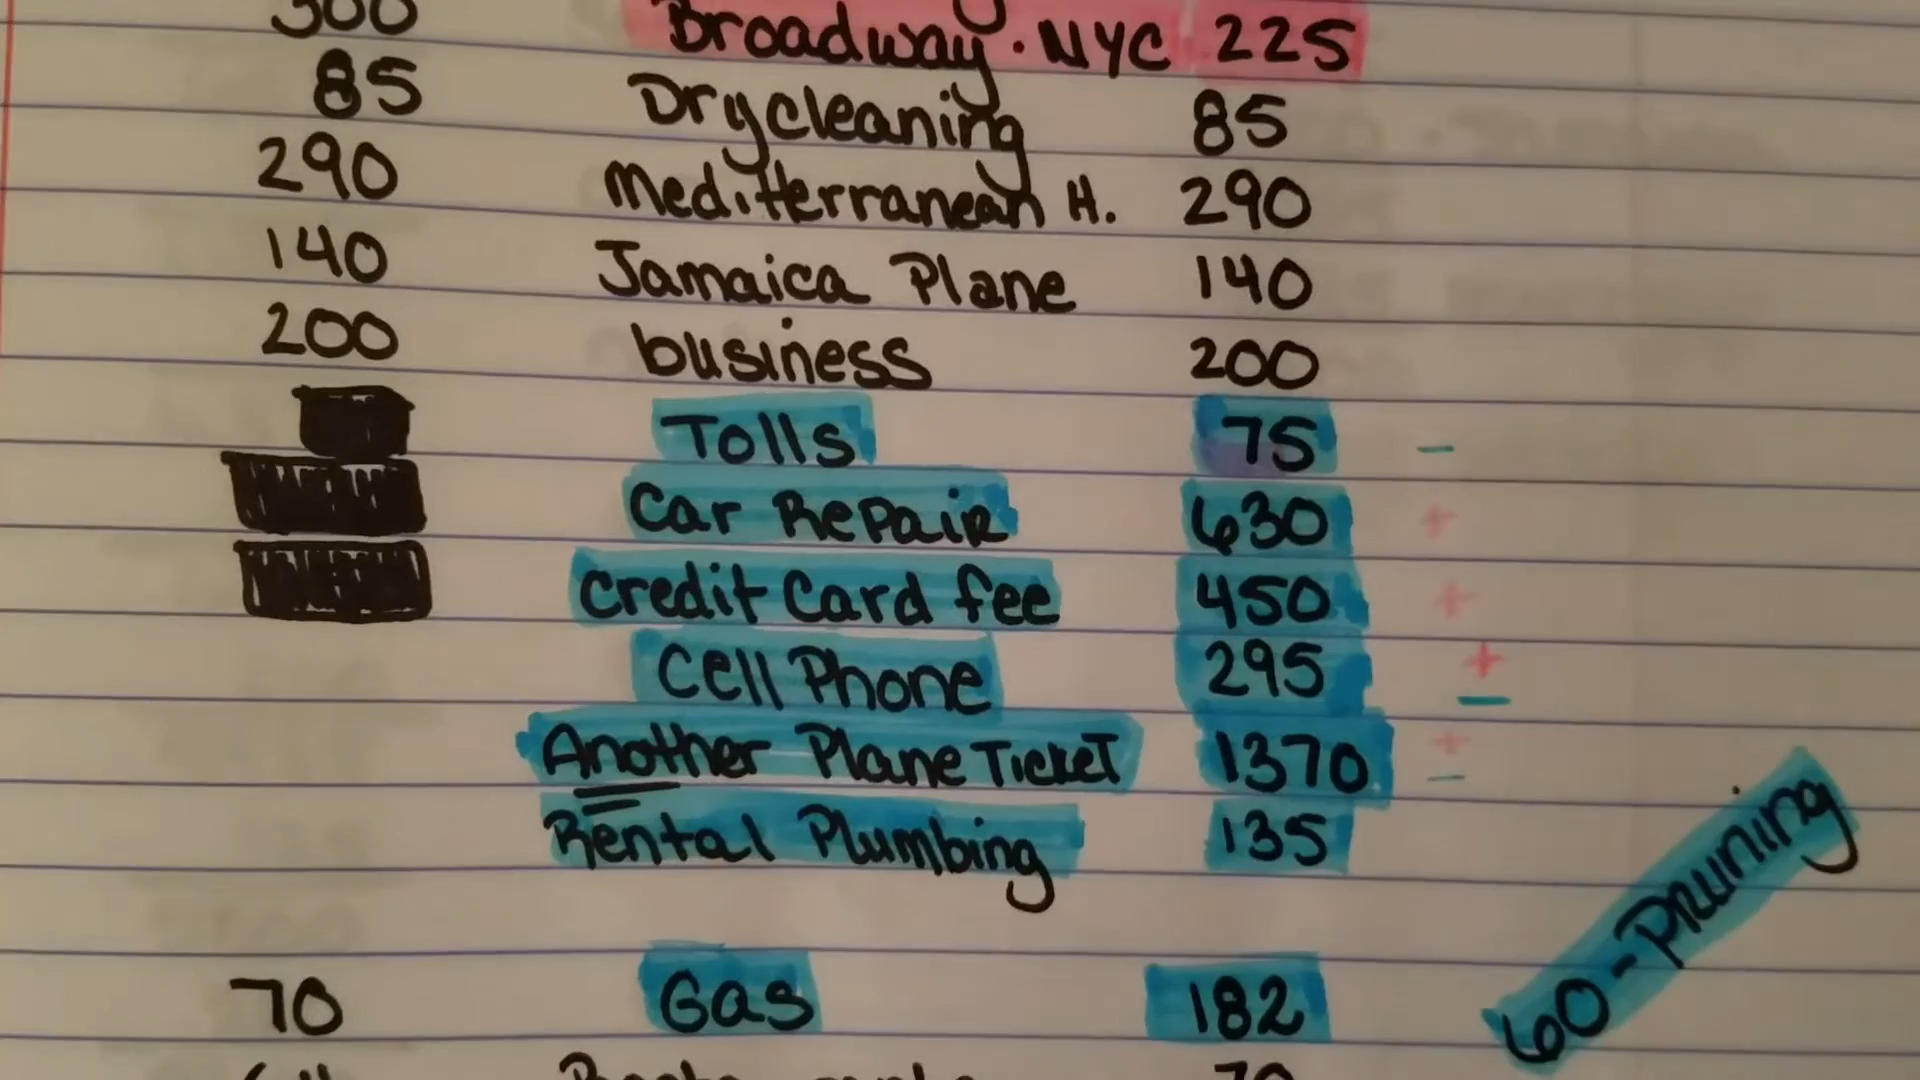 300 Broadway. NYC 225
85 Drycleaning 85
290 Mediterranean H. 290
140 Jamaica Plane 140
200 business 200
Tolls 75 -
Car Repair 630 +
Credit Card fee 450 +
Cell Phone 295 + -
Another Plane Ticket 1370 + -
Rental Plumbing 135
70 Gas 182
60-Pruning
70